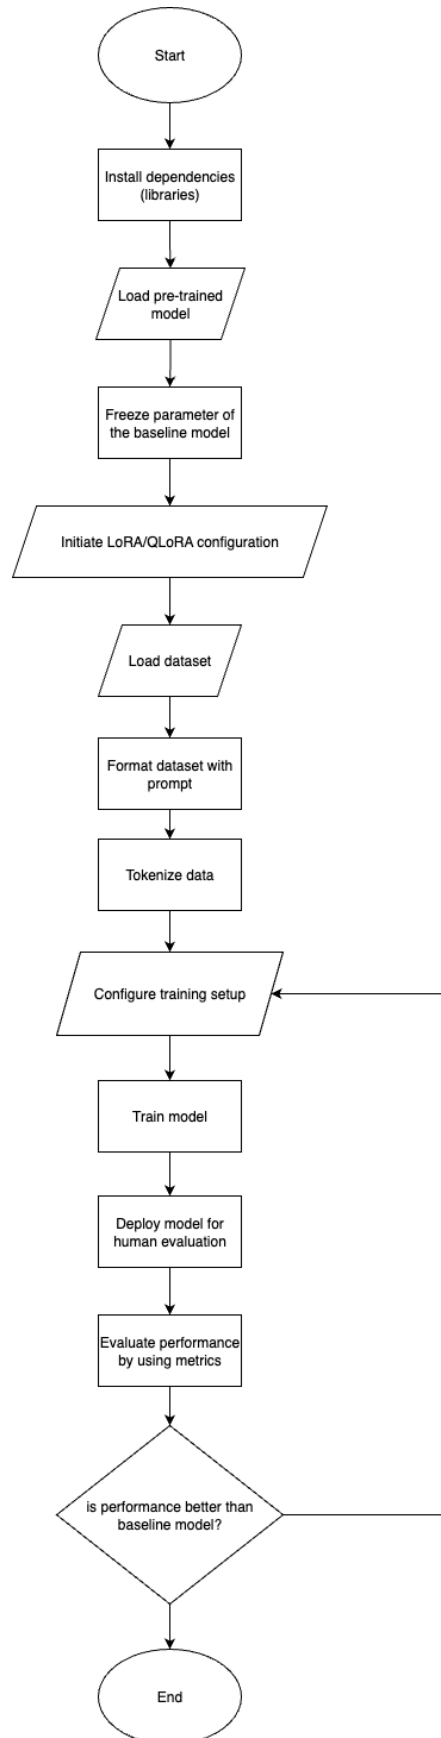 Start
Install dependencies
(libraries)
Load pre-trained
model
Freeze parameter of
the baseline model
Initiate LoRA/QLoRA configuration
Load dataset
Format dataset with
prompt
Tokenize data
Configure training setup
Train model
Deploy model for
human evaluation
Evaluate performance
by using metrics
is performance better than
baseline model?
End